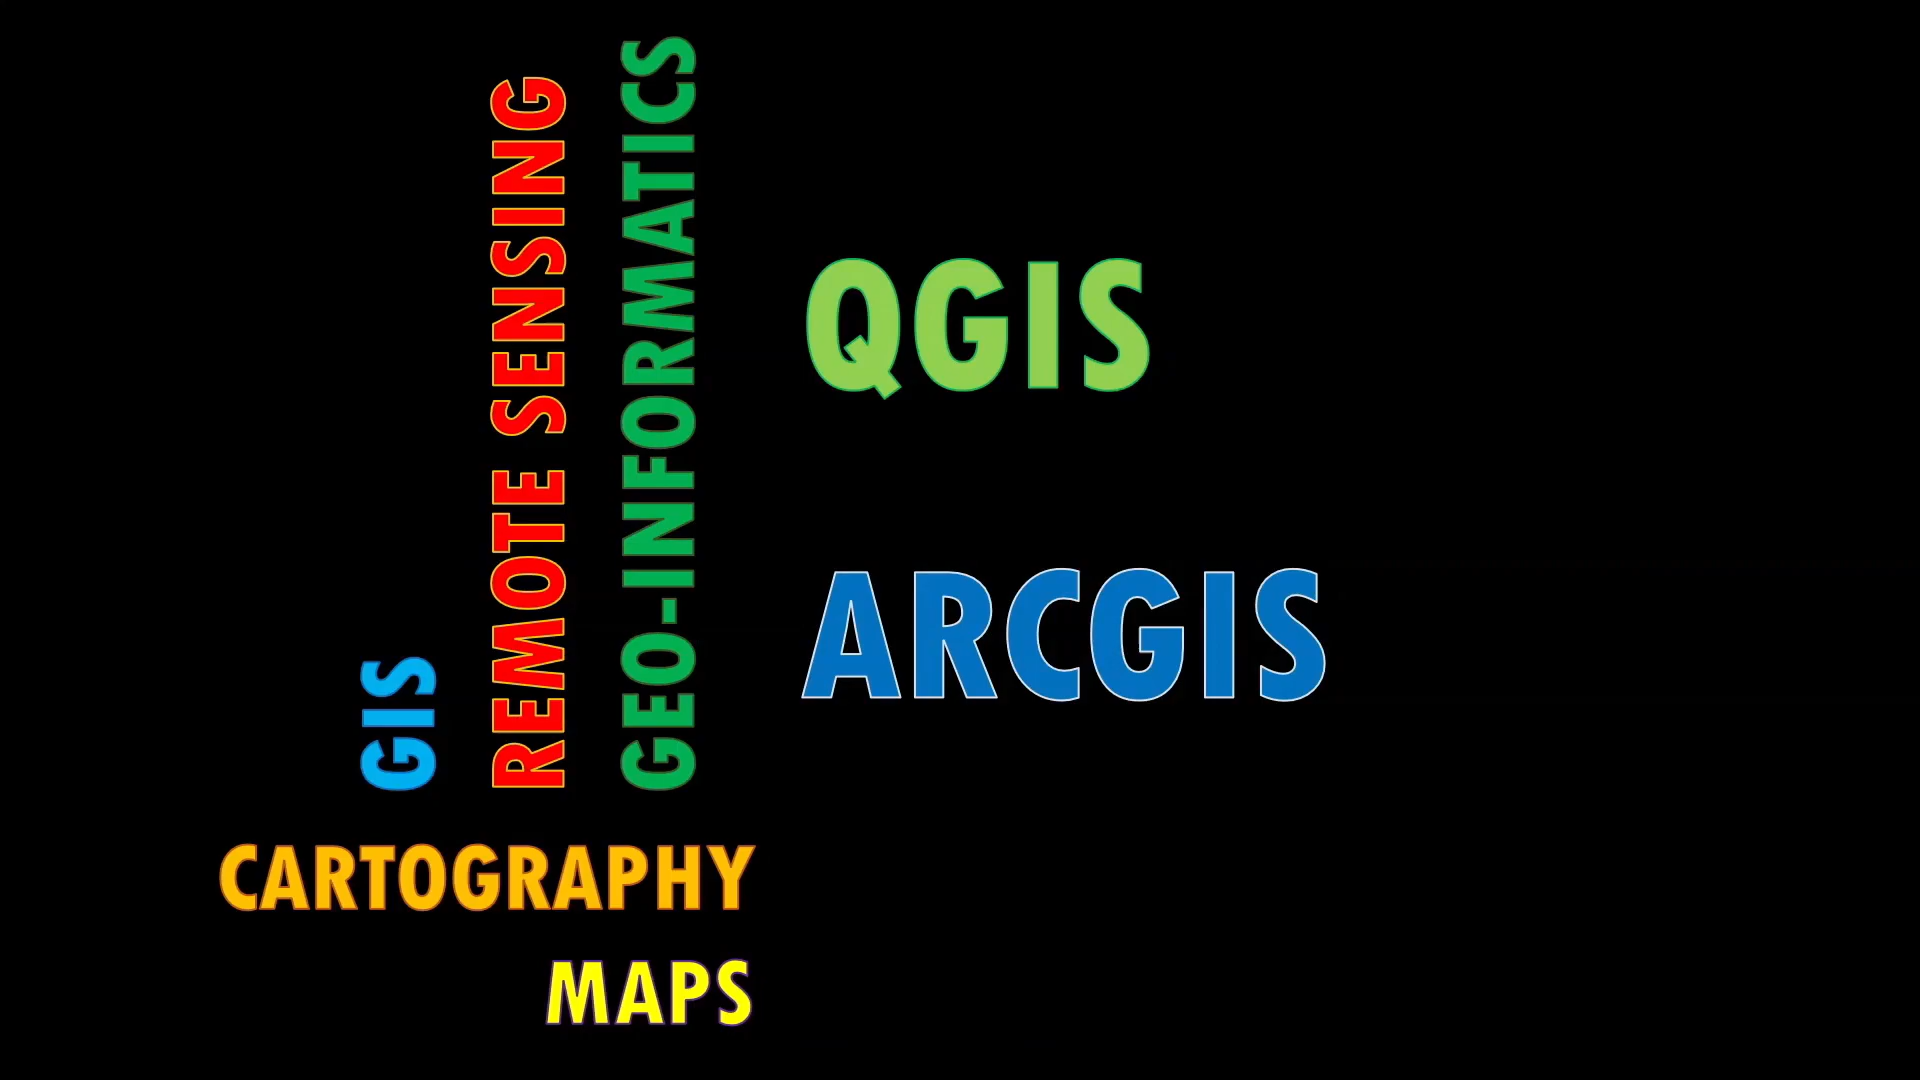 GIS
REMOTE SENSING
GEO-INFORMATICS
QGIS
ARCGIS
CARTOGRAPHY
MAPS